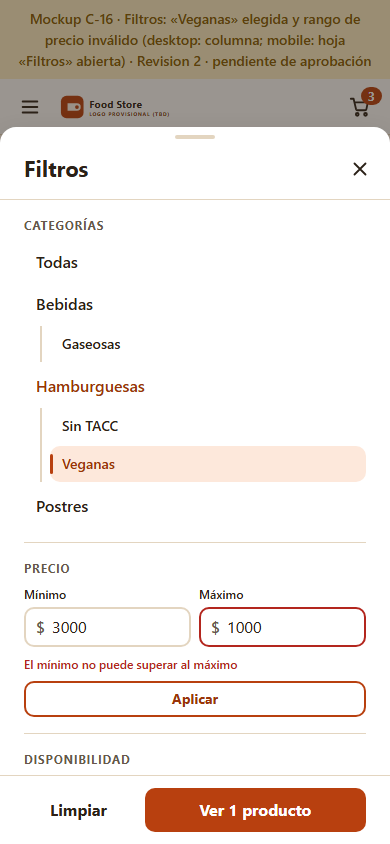 Mockup C-16 · Filtros: «Veganas» elegida y rango de
precio inválido (desktop: columna; mobile: hoja
«Filtros» abierta) · Revision 2 · pendiente de aprobación
Food Store
LOGO PROVISIONAL (TBD)
3
Filtros
CATEGORÍAS
Todas
Bebidas
Gaseosas
Hamburguesas
Sin TACC
Veganas
Postres
PRECIO
Mínimo Máximo
$ 3000 $ 1000
El mínimo no puede superar al máximo
Aplicar
DISPONIBILIDAD
Limpiar Ver 1 producto